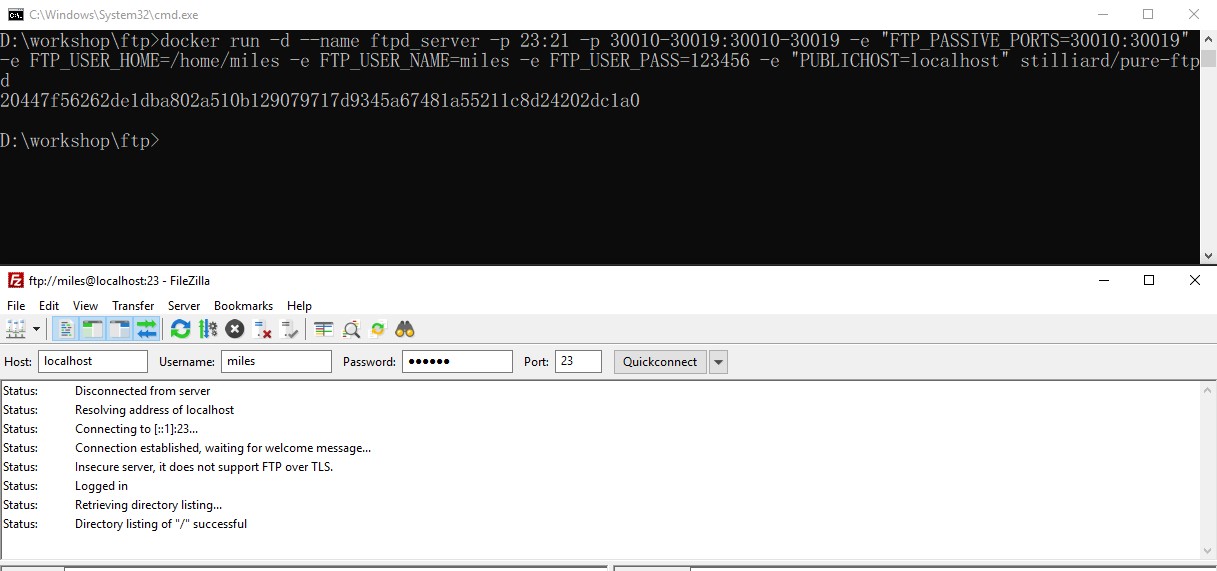 C:\Windows\System32\cmd.exe
D:\workshop\ftp>docker run -d --name ftpd_server -p 23:21 -p 30010-30019:30010-30019 -e "FTP_PASSIVE_PORTS=30010:30019"
-e FTP_USER_HOME=/home/miles -e FTP_USER_NAME=miles -e FTP_USER_PASS=123456 -e "PUBLICHOST=localhost" stilliard/pure-ftp
d
20447f56262de1dba802a510b129079717d9345a67481a55211c8d24202dc1a0
D:\workshop\ftp>
ftp://miles@localhost:23 - FileZilla
File Edit View Transfer Server Bookmarks Help
Host: localhost Username: miles Password: ●●●●●● Port: 23 Quickconnect
Status: Disconnected from server
Status: Resolving address of localhost
Status: Connecting to [::1]:23...
Status: Connection established, waiting for welcome message...
Status: Insecure server, it does not support FTP over TLS.
Status: Logged in
Status: Retrieving directory listing...
Status: Directory listing of "/" successful